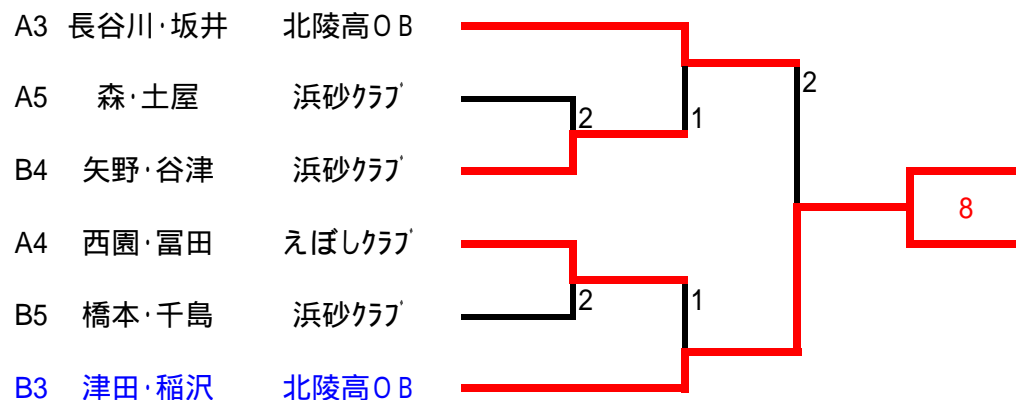 A3 長谷川・坂井 北陵高OB
2
A5 森・土屋 浜砂ｸﾗﾌﾞ
2 1
B4 矢野・谷津 浜砂ｸﾗﾌﾞ
8
A4 西園・冨田 えぼしｸﾗﾌﾞ
2 1
B5 橋本・千島 浜砂ｸﾗﾌﾞ
B3 津田・稲沢 北陵高OB